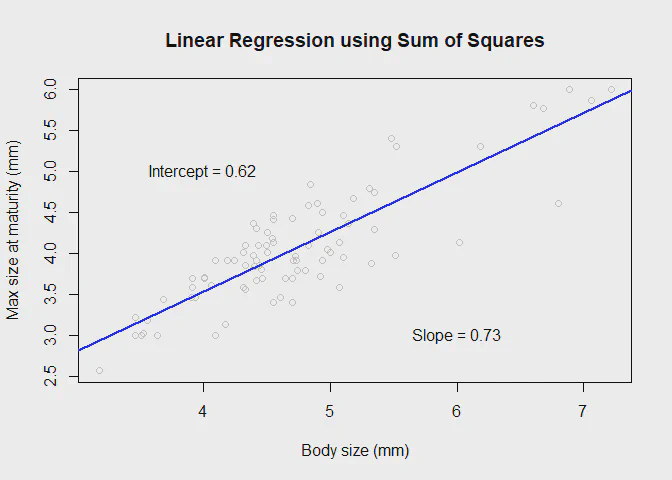 Linear Regression using Sum of Squares
Max size at maturity (mm)
6.0
5.5
5.0
4.5
4.0
3.5
3.0
2.5
Intercept = 0.62
Slope = 0.73
4 5 6 7
Body size (mm)